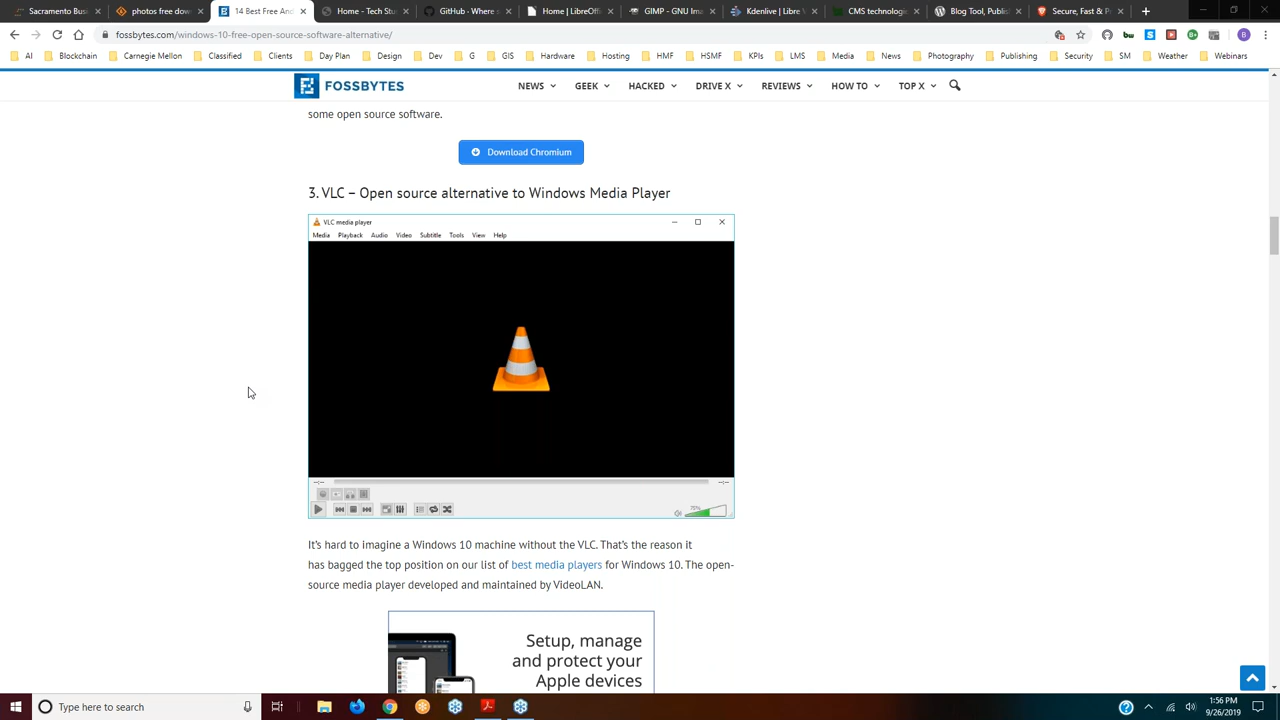 Sacramento Busi
photos free dow
14 Best Free And
Home - Tech Stu
GitHub - Where
Home | LibreOffi
GIMP - GNU Im
Kdenlive | Libre
CMS technologi
Blog Tool, Publis
Secure, Fast & P
fossbytes.com/windows-10-free-open-source-software-alternative/
B
AI
Blockchain
Carnegie Mellon
Classified
Clients
Day Plan
Design
Dev
G
GIS
Hardware
Hosting
HMF
HSMF
KPIs
LMS
Media
News
Photography
Publishing
Security
SM
Weather
Webinars
FOSSBYTES
NEWS
GEEK
HACKED
DRIVE X
REVIEWS
HOW TO
TOP X
some open source software.
Download Chromium
3. VLC – Open source alternative to Windows Media Player
VLC media player
Media Playback Audio Video Subtitle Tools View Help
--:--
--:--
70%
It's hard to imagine a Windows 10 machine without the VLC. That's the reason it
has bagged the top position on our list of best media players for Windows 10. The open-
source media player developed and maintained by VideoLAN.
Setup, manage
and protect your
Apple devices
Type here to search
1:56 PM
9/26/2019